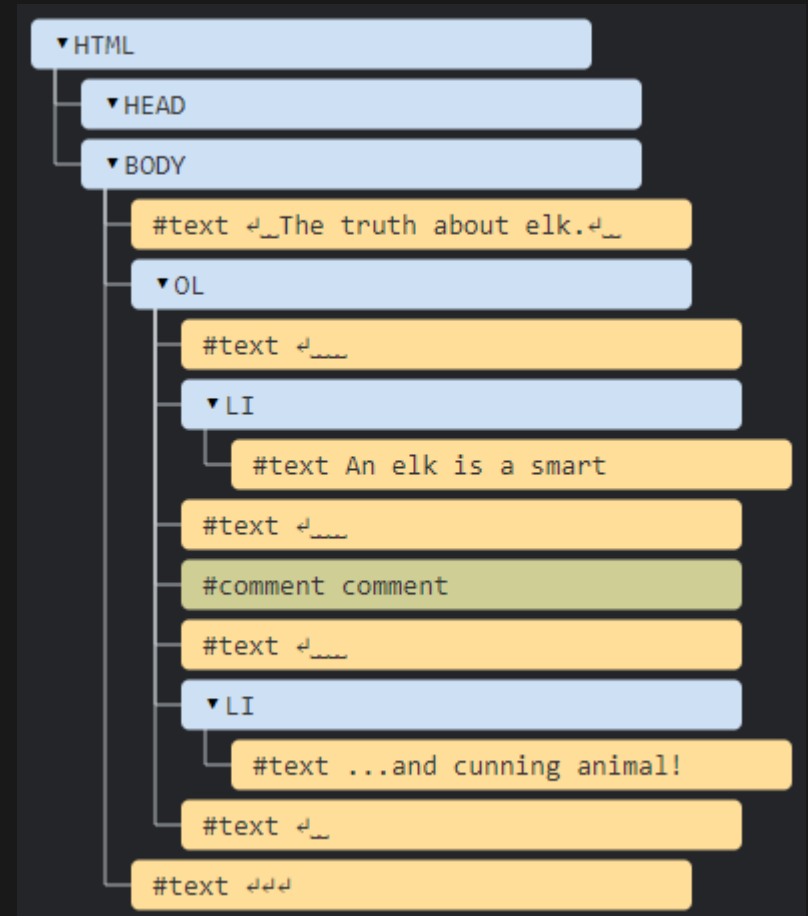 ▾HTML
▾HEAD
▾BODY
#text ↵␣␣The truth about elk.↵␣␣
▾OL
#text ↵␣␣␣␣
▾LI
#text An elk is a smart
#text ↵␣␣␣␣
#comment comment
#text ↵␣␣␣␣
▾LI
#text ...and cunning animal!
#text ↵␣␣
#text ↵↵↵